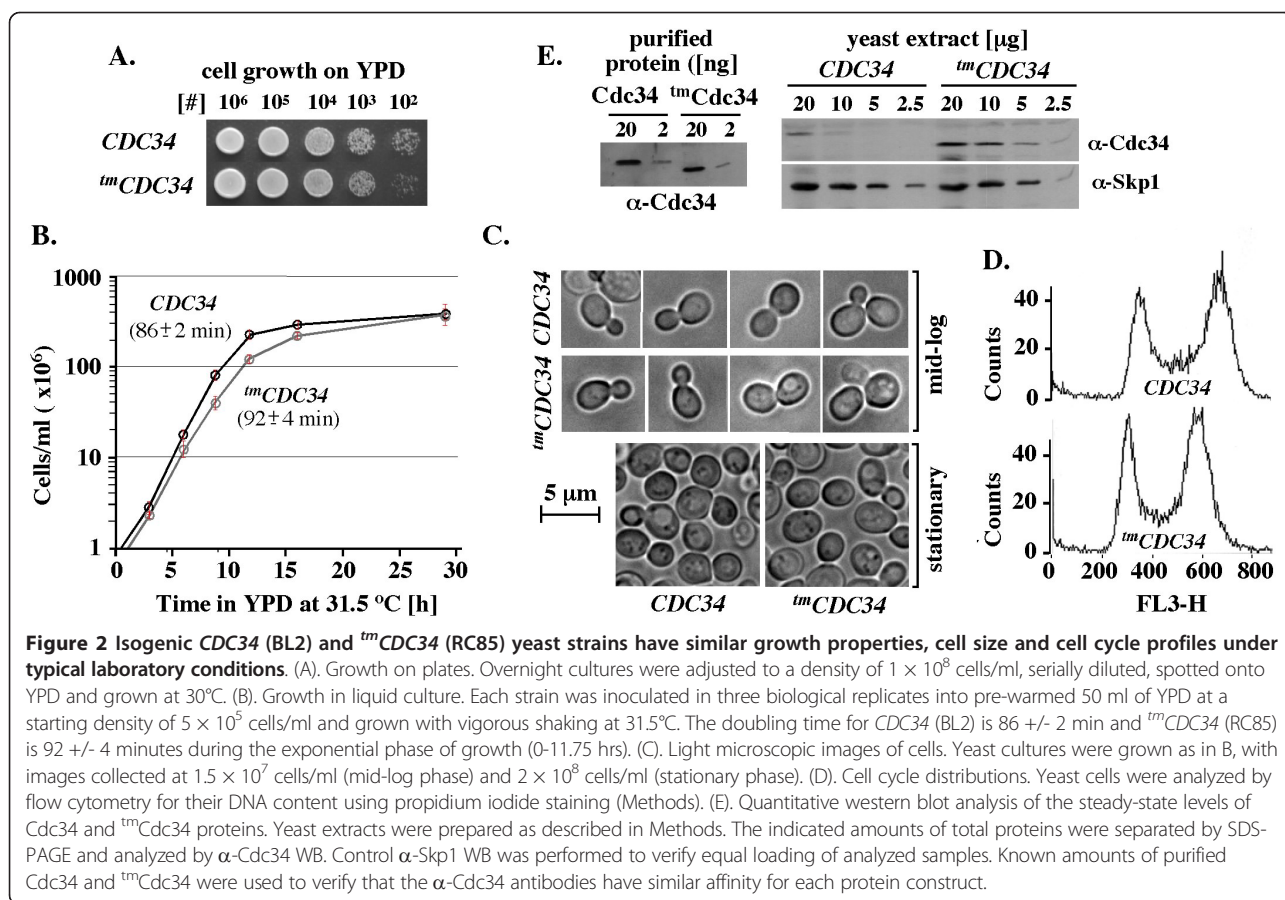 A.
cell growth on YPD
[#] 10⁶ 10⁵ 10⁴ 10³ 10²
CDC34
tmCDC34
E.
purified
protein ([ng]
Cdc34 tmCdc34
20 2 20 2
α-Cdc34
yeast extract [μg]
CDC34 tmCDC34
20 10 5 2.5 20 10 5 2.5
α-Cdc34
α-Skp1
B.
Cells/ml ( x10⁶)
1000
100
10
1
CDC34
(86±2 min)
tmCDC34
(92±4 min)
0 5 10 15 20 25 30
Time in YPD at 31.5 ºC [h]
C.
CDC34
tmCDC34
mid-log
5 μm
stationary
CDC34 tmCDC34
D.
Counts
40
20
0
CDC34
Counts
40
20
0
tmCDC34
0 200 400 600 800
FL3-H
Figure 2 Isogenic CDC34 (BL2) and tmCDC34 (RC85) yeast strains have similar growth properties, cell size and cell cycle profiles under
typical laboratory conditions. (A). Growth on plates. Overnight cultures were adjusted to a density of 1 × 10⁸ cells/ml, serially diluted, spotted onto
YPD and grown at 30°C. (B). Growth in liquid culture. Each strain was inoculated in three biological replicates into pre-warmed 50 ml of YPD at a
starting density of 5 × 10⁵ cells/ml and grown with vigorous shaking at 31.5°C. The doubling time for CDC34 (BL2) is 86 +/- 2 min and tmCDC34 (RC85)
is 92 +/- 4 minutes during the exponential phase of growth (0-11.75 hrs). (C). Light microscopic images of cells. Yeast cultures were grown as in B, with
images collected at 1.5 × 10⁷ cells/ml (mid-log phase) and 2 × 10⁸ cells/ml (stationary phase). (D). Cell cycle distributions. Yeast cells were analyzed by
flow cytometry for their DNA content using propidium iodide staining (Methods). (E). Quantitative western blot analysis of the steady-state levels of
Cdc34 and tmCdc34 proteins. Yeast extracts were prepared as described in Methods. The indicated amounts of total proteins were separated by SDS-
PAGE and analyzed by α-Cdc34 WB. Control α-Skp1 WB was performed to verify equal loading of analyzed samples. Known amounts of purified
Cdc34 and tmCdc34 were used to verify that the α-Cdc34 antibodies have similar affinity for each protein construct.